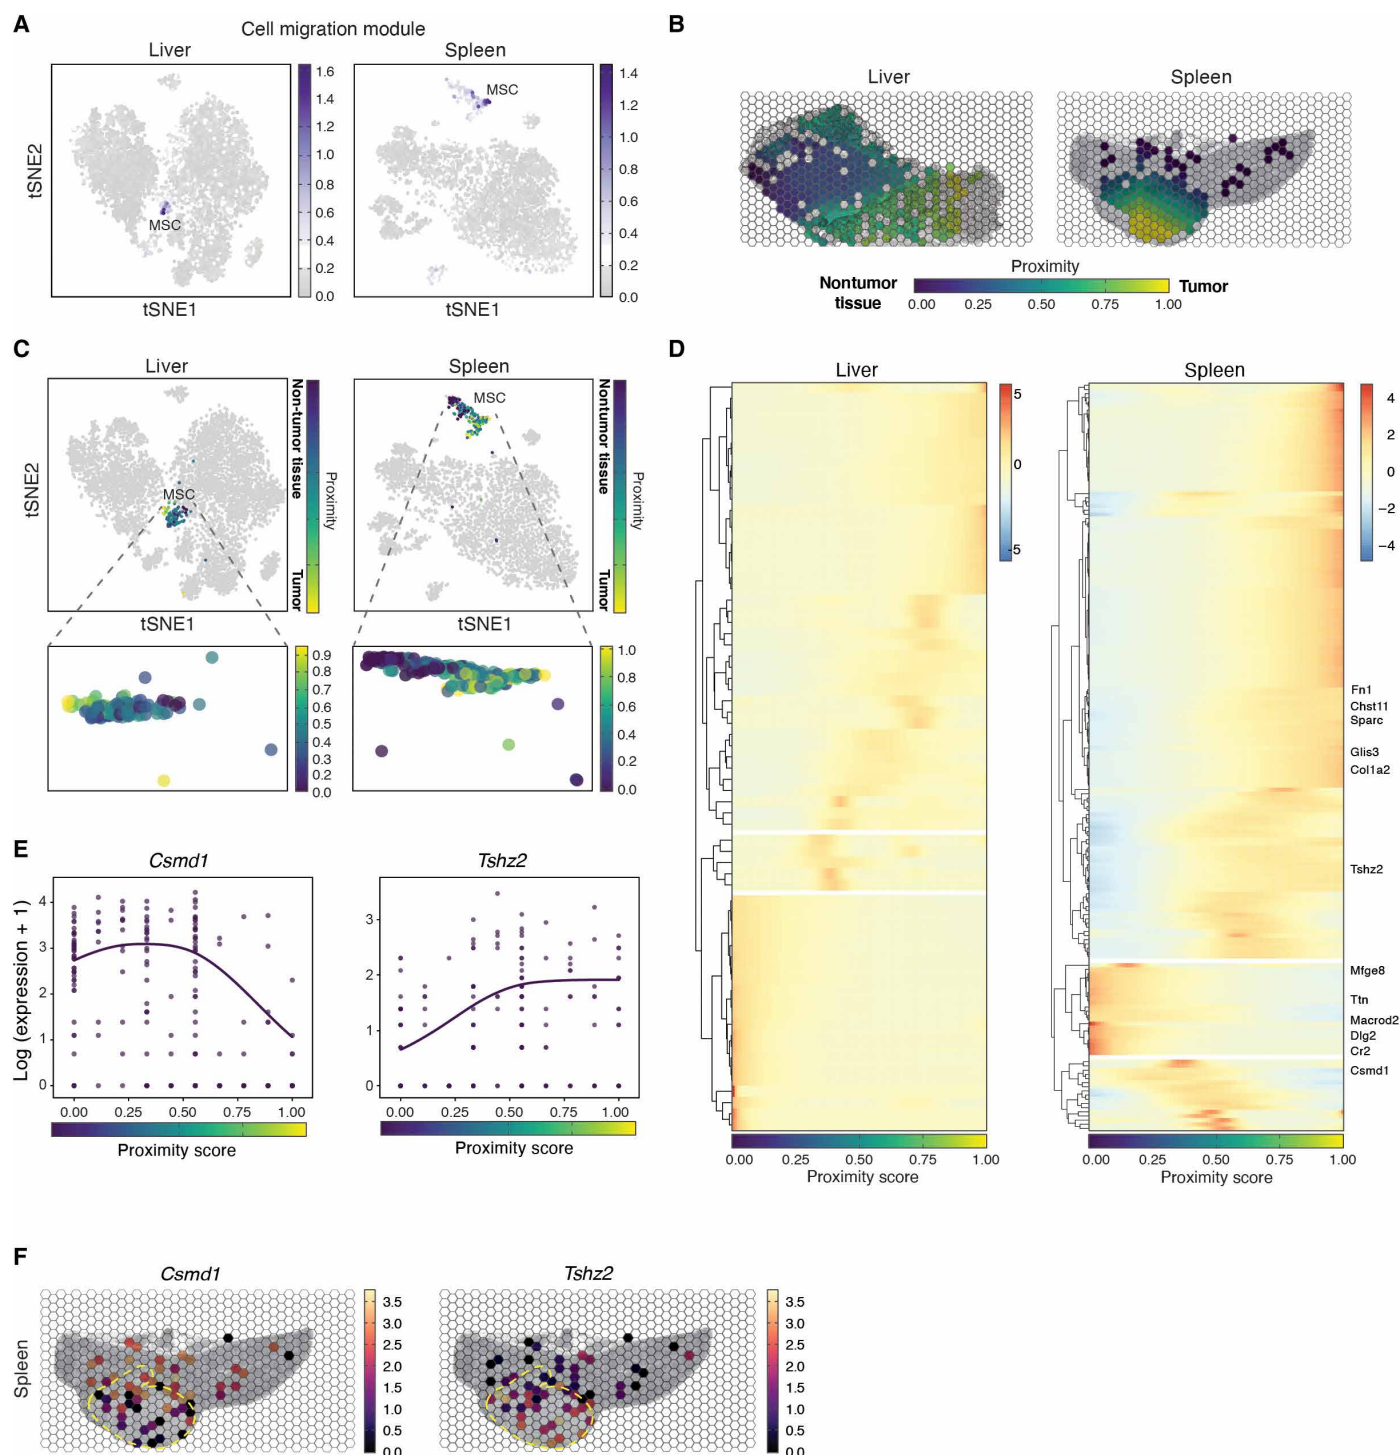 A
Cell migration module
Liver
Spleen
MSC
MSC
tSNE2
tSNE1
tSNE1
1.6
1.4
1.2
1.0
0.8
0.6
0.4
0.2
0.0
1.4
1.2
1.0
0.8
0.6
0.4
0.2
0.0
B
Liver
Spleen
Proximity
Nontumor
tissue
Tumor
0.00 0.25 0.50 0.75 1.00
C
Liver
Spleen
MSC
MSC
tSNE2
tSNE1
tSNE1
Non-tumor tissue
Tumor
Proximity
Nontumor tissue
Tumor
Proximity
0.9
0.8
0.7
0.6
0.5
0.4
0.3
0.2
0.0
1.0
0.8
0.6
0.4
0.2
0.0
D
Liver
Spleen
5
0
-5
4
2
0
−2
−4
Fn1
Chst11
Sparc
Glis3
Col1a2
Tshz2
Mfge8
Ttn
Macrod2
Dlg2
Cr2
Csmd1
0.00 0.25 0.50 0.75 1.00
Proximity score
0.00 0.25 0.50 0.75 1.00
Proximity score
E
Csmd1
Tshz2
Log (expression + 1)
4
3
2
1
0
3
2
1
0
0.00 0.25 0.50 0.75 1.00
Proximity score
0.00 0.25 0.50 0.75 1.00
Proximity score
F
Csmd1
Tshz2
Spleen
3.5
3.0
2.5
2.0
1.5
1.0
0.5
0.0
3.5
3.0
2.5
2.0
1.5
1.0
0.5
0.0